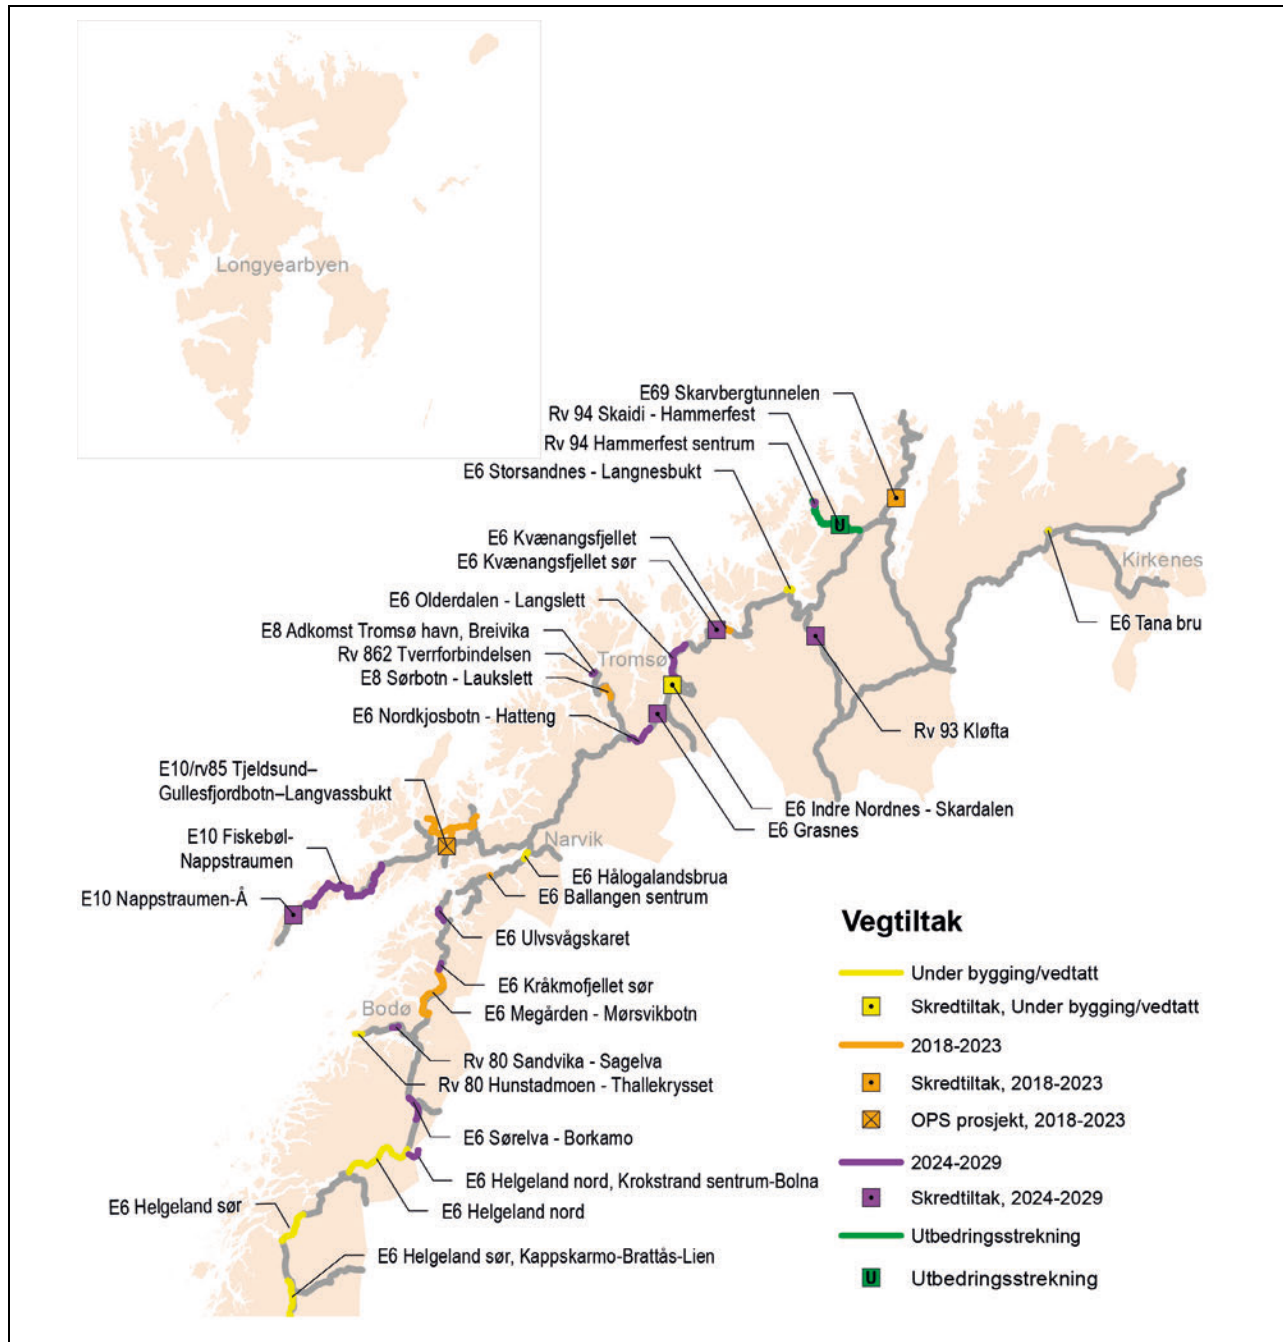 Longyearbyen
E69 Skarvbergtunnelen
Rv 94 Skaidi - Hammerfest
Rv 94 Hammerfest sentrum
E6 Storsandnes - Langnesbukt
U
E6 Kvænangsfjellet
E6 Kvænangsfjellet sør
Kirkenes
E6 Olderdalen - Langslett
E6 Tana bru
E8 Adkomst Tromsø havn, Breivika
Rv 862 Tverrforbindelsen
Tromsø
E8 Sørbotn - Laukslett
E6 Nordkjosbotn - Hatteng
Rv 93 Kløfta
E10/rv85 Tjeldsund–
Gullesfjordbotn–Langvassbukt
E6 Indre Nordnes - Skardalen
E6 Grasnes
E10 Fiskebøl-
Nappstraumen
Narvik
E6 Hålogalandsbrua
E10 Nappstraumen-Å
E6 Ballangen sentrum
E6 Ulvsvågskaret
E6 Kråkmofjellet sør
Bodø
E6 Megården - Mørsvikbotn
Rv 80 Sandvika - Sagelva
Rv 80 Hunstadmoen - Thallekrysset
E6 Sørelva - Borkamo
E6 Helgeland nord, Krokstrand sentrum-Bolna
E6 Helgeland sør
E6 Helgeland nord
E6 Helgeland sør, Kappskarmo-Brattås-Lien
Vegtiltak
Under bygging/vedtatt
Skredtiltak, Under bygging/vedtatt
2018-2023
Skredtiltak, 2018-2023
OPS prosjekt, 2018-2023
2024-2029
Skredtiltak, 2024-2029
Utbedringsstrekning
U Utbedringsstrekning